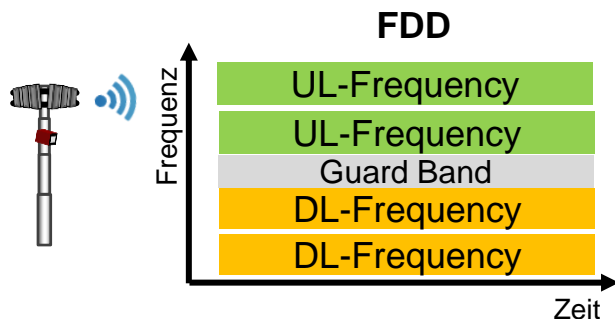 FDD
Frequenz
UL-Frequency
UL-Frequency
Guard Band
DL-Frequency
DL-Frequency
Zeit